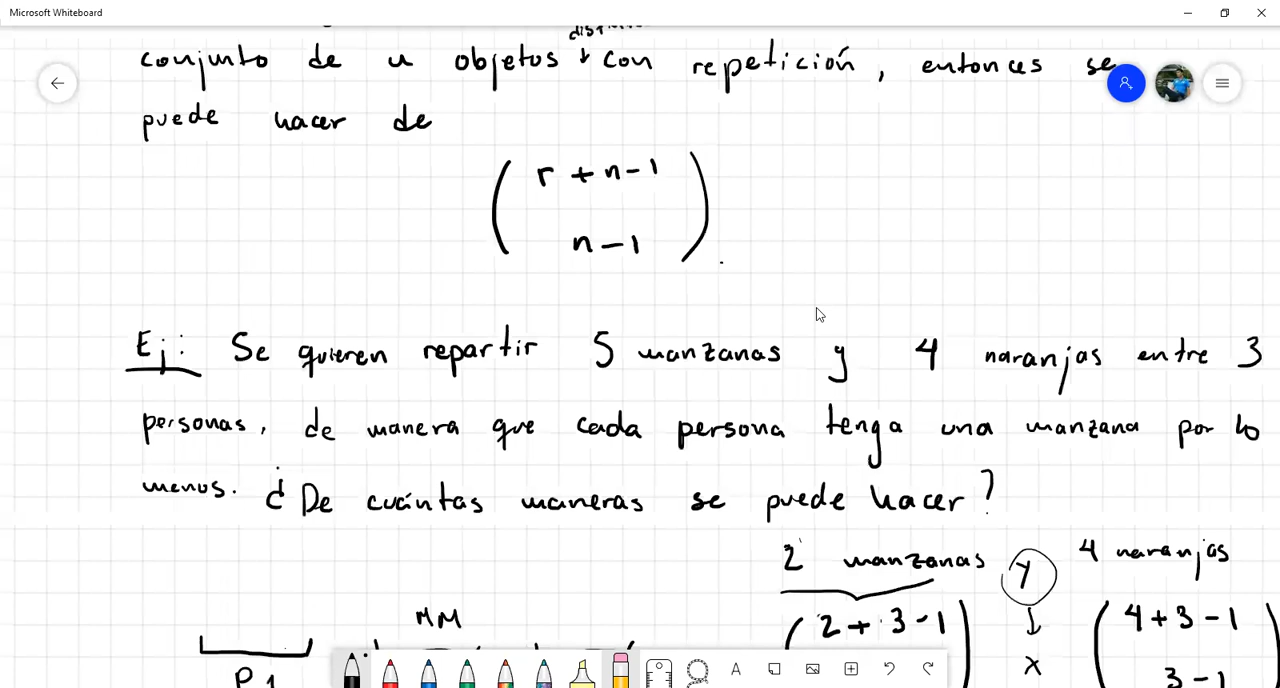 Microsoft Whiteboard
conjunto de n objetos ↓ con repetición, entonces se
puede hacer de
( r + n - 1
n - 1 ).
Ej: Se quieren repartir 5 manzanas y 4 naranjas entre 3
personas, de manera que cada persona tenga una manzana por lo
menos. ¿De cuántas maneras se puede hacer?
2 manzanas Y 4 naranjas
MM ( 2 + 3 - 1 ) ↓ ( 4 + 3 - 1
P1 x 3 - 1